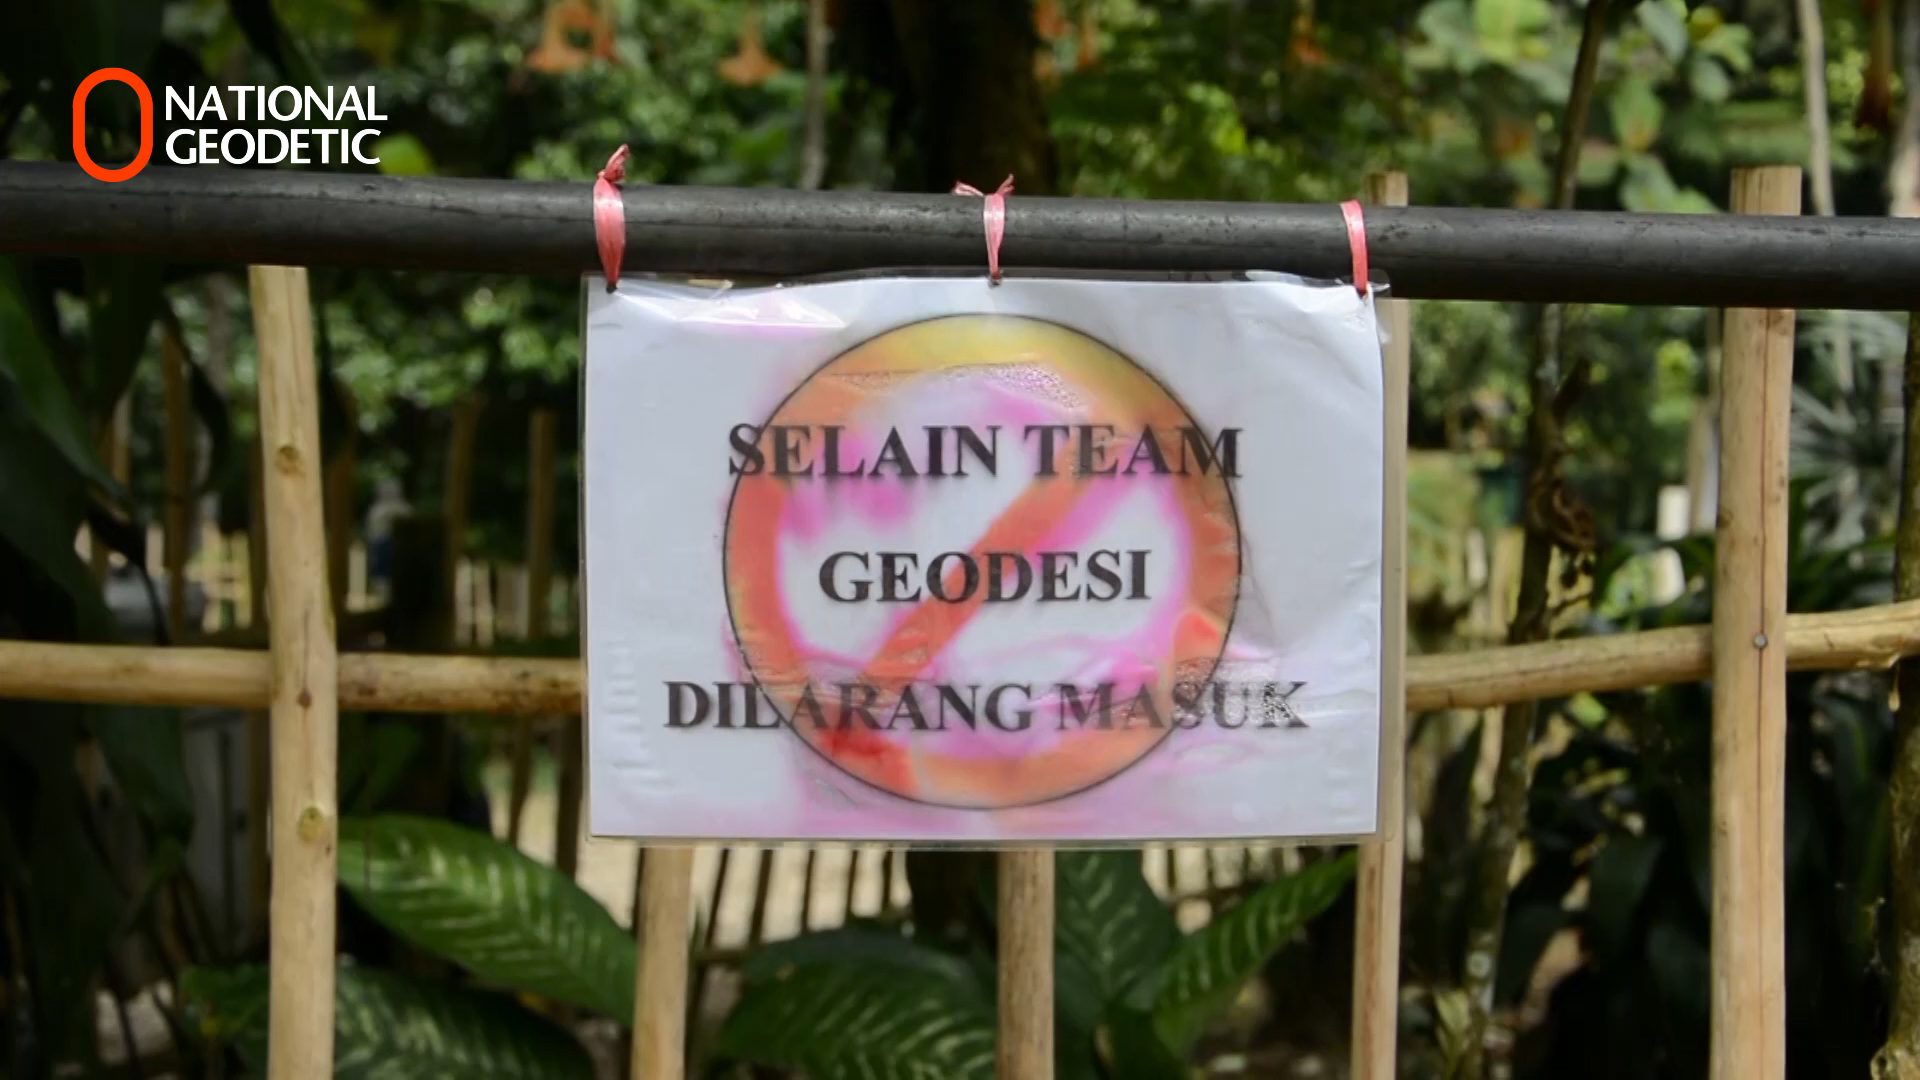 NATIONAL
GEODETIC
SELAIN TEAM
GEODESI
DILARANG MASUK